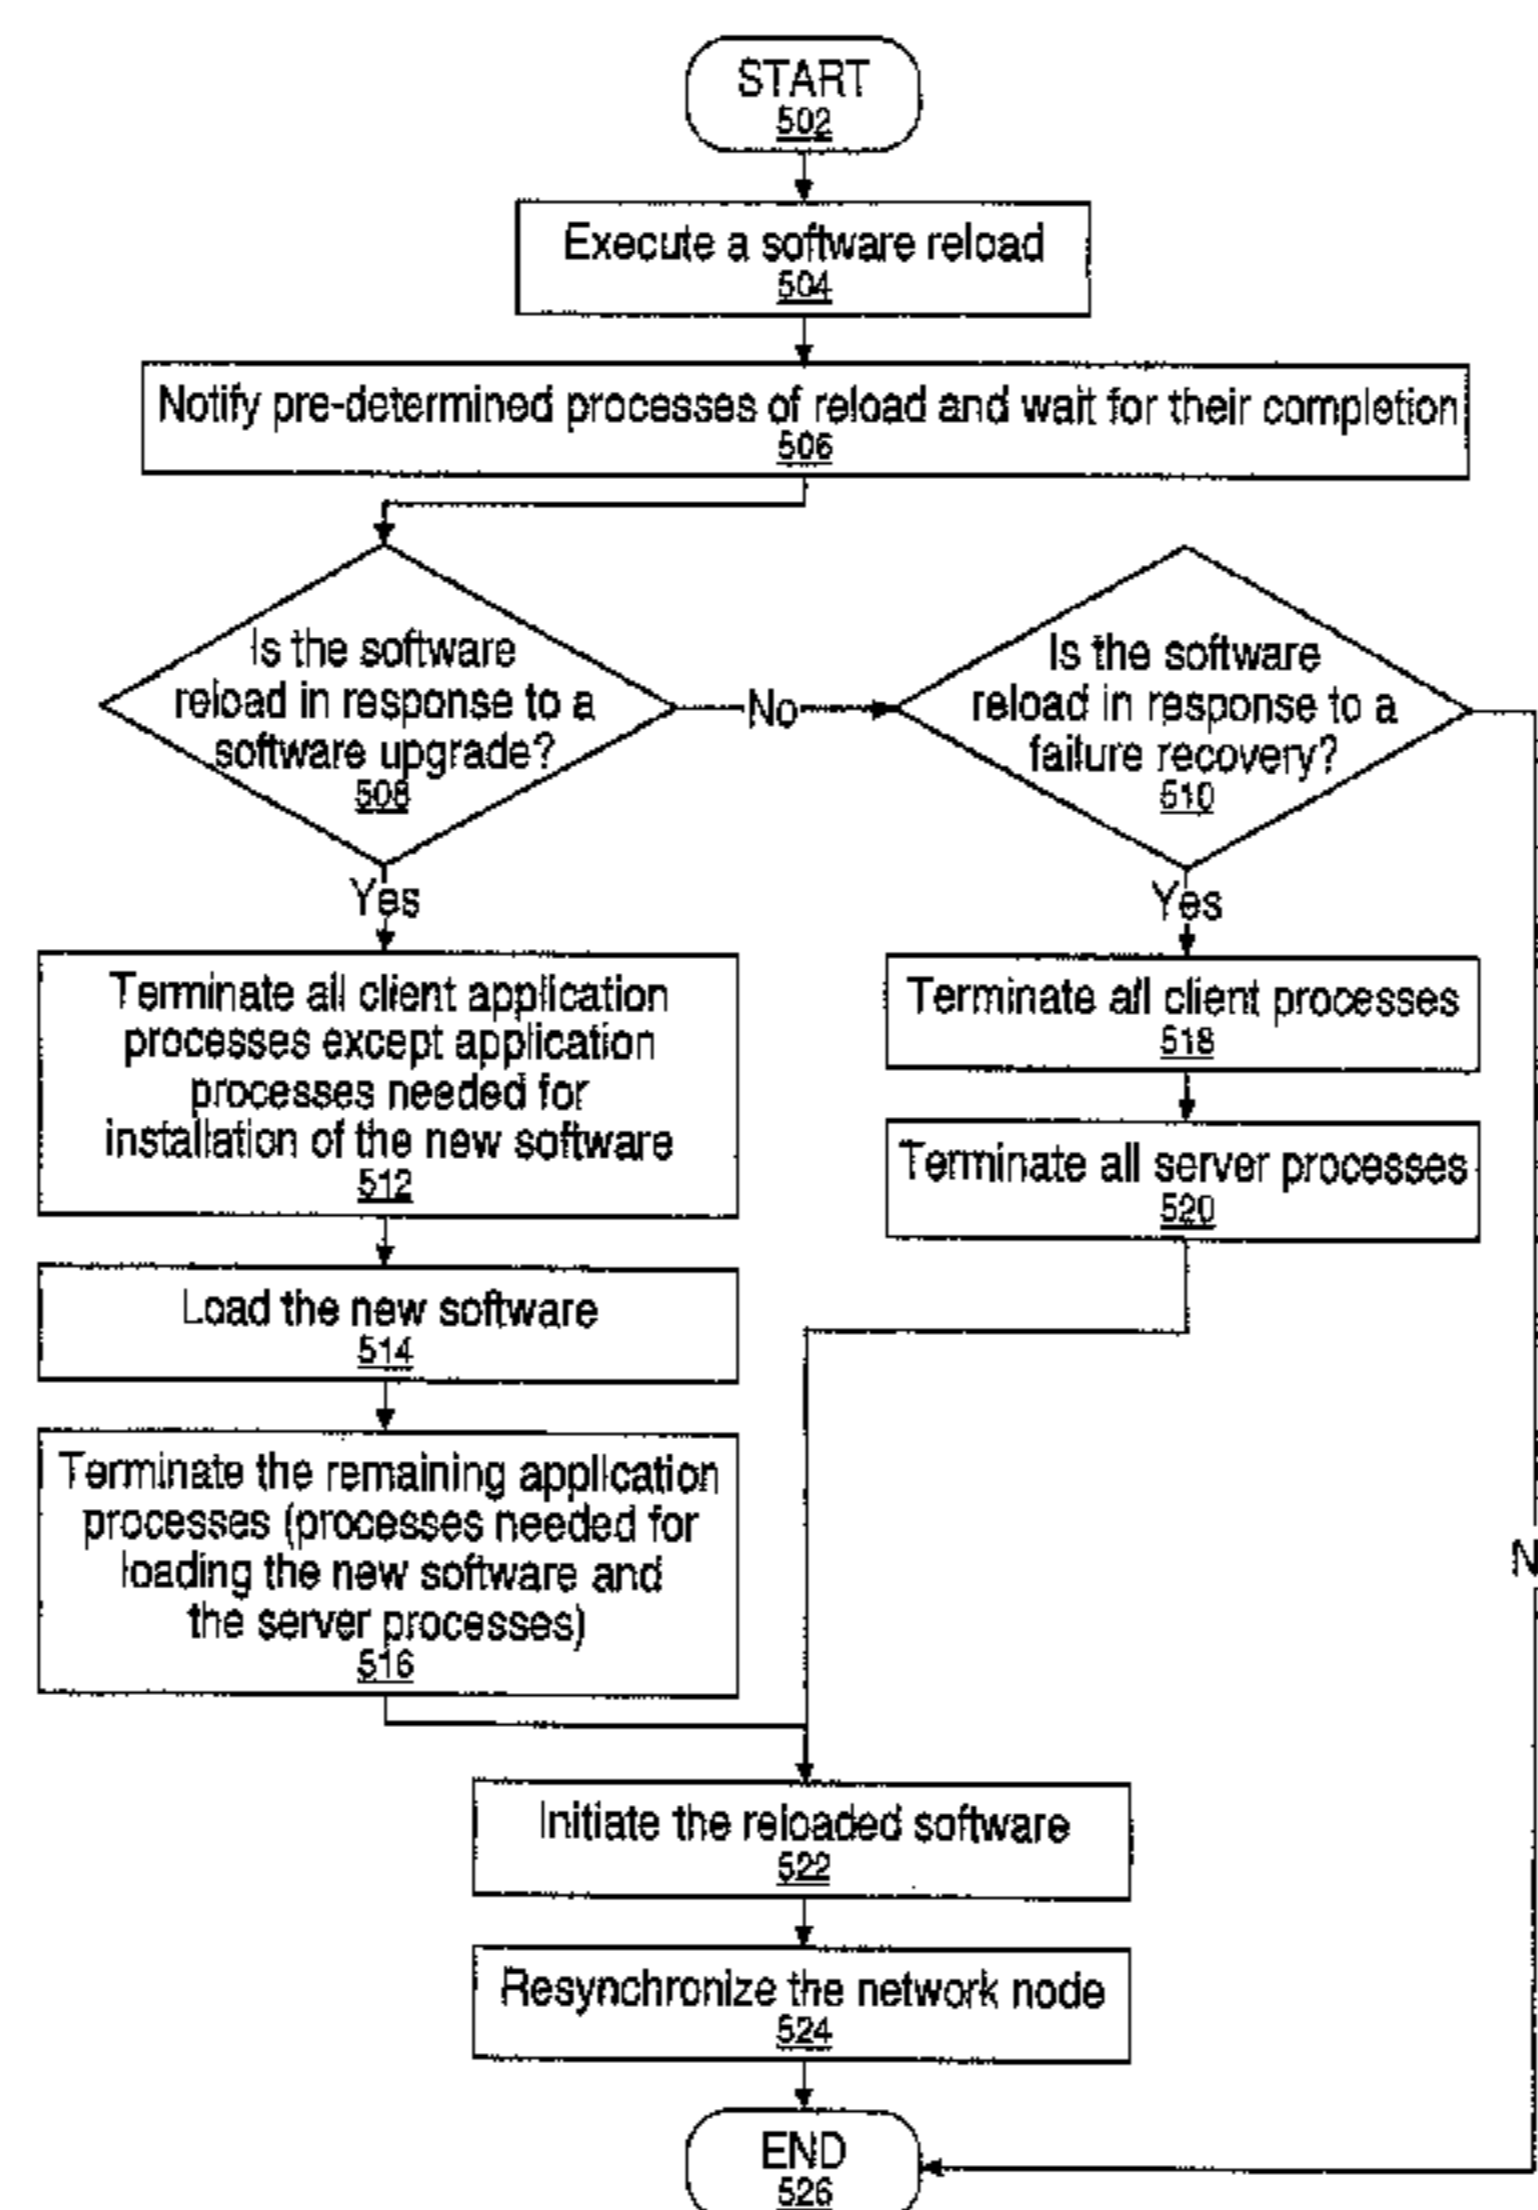 START
502
Execute a software reload
504
Notify pre-determined processes of reload and wait for their completion
506
Is the software
reload in response to a
software upgrade?
508
No
Is the software
reload in response to a
failure recovery?
510
Yes
Yes
Terminate all client application
processes except application
processes needed for
installation of the new software
512
Terminate all client processes
518
Terminate all server processes
520
Load the new software
514
Terminate the remaining application
processes (processes needed for
loading the new software and
the server processes)
516
Initiate the reloaded software
522
Resynchronize the network node
524
END
526